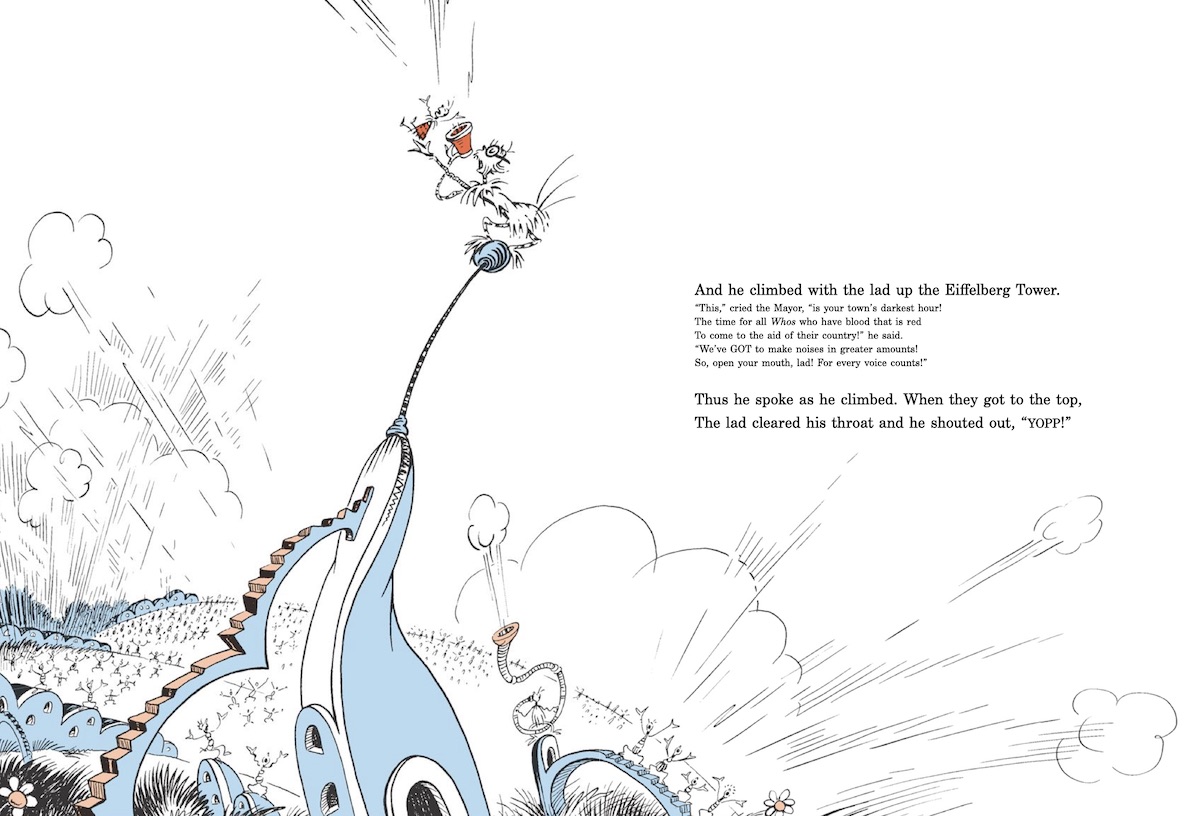 And he climbed with the lad up the Eiffelberg Tower.
“This,” cried the Mayor, “is your town’s darkest hour!
The time for all Whos who have blood that is red
To come to the aid of their country!” he said.
“We’ve GOT to make noises in greater amounts!
So, open your mouth, lad! For every voice counts!”
Thus he spoke as he climbed. When they got to the top,
The lad cleared his throat and he shouted out, “YOPP!”